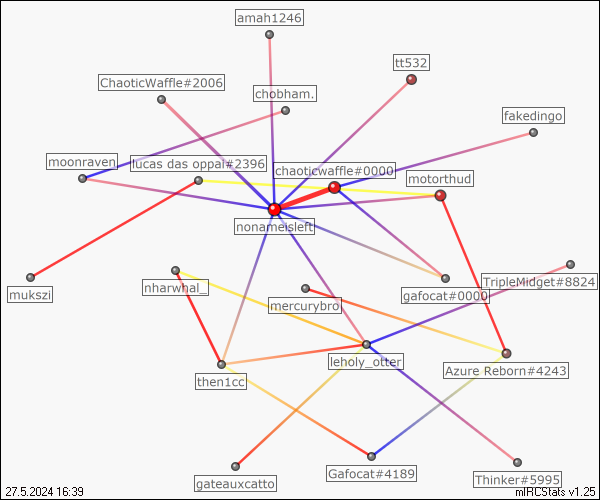 amah1246
tt532
ChaoticWaffle#2006
chobham.
fakedingo
moonraven
lucas das oppai#2396
chaoticwaffle#0000
motorthud
nonameisleft
TripleMidget#8824
mukszi
nharwhal_
gafocat#0000
mercurybro
leholy_otter
Azure Reborn#4243
then1cc
gateauxcatto
Gafocat#4189
Thinker#5995
27.5.2024 16:39
mIRCStats v1.25